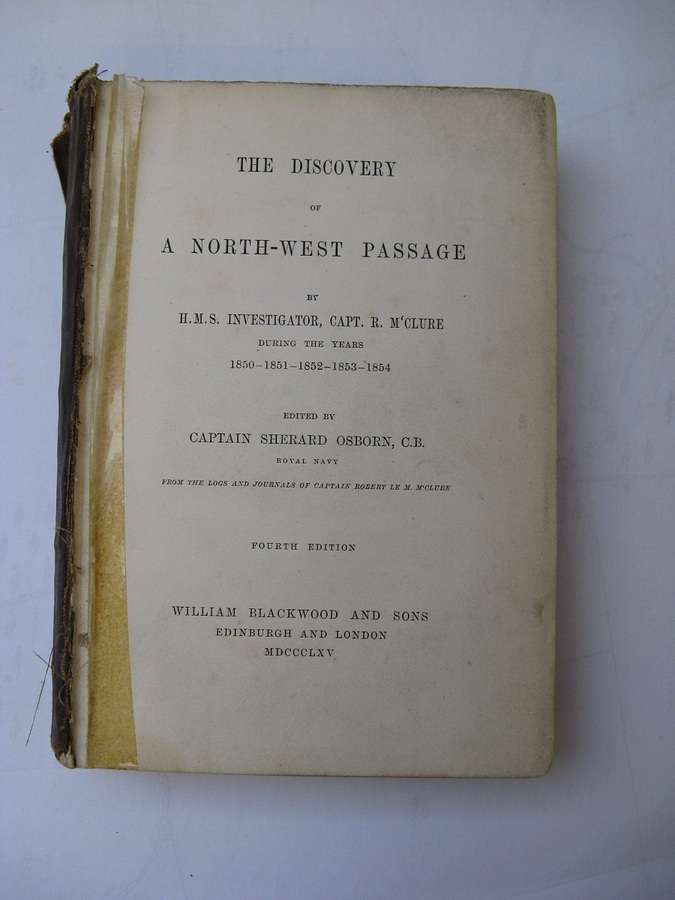 THE DISCOVERY
OF
A NORTH-WEST PASSAGE
BY
H.M.S. INVESTIGATOR, CAPT. R. M‘CLURE
DURING THE YEARS
1850–1851–1852–1853–1854
EDITED BY
CAPTAIN SHERARD OSBORN, C.B.
ROYAL NAVY
FROM THE LOGS AND JOURNALS OF CAPTAIN ROBERT LE M. M‘CLURE
FOURTH EDITION
WILLIAM BLACKWOOD AND SONS
EDINBURGH AND LONDON
MDCCCLXV